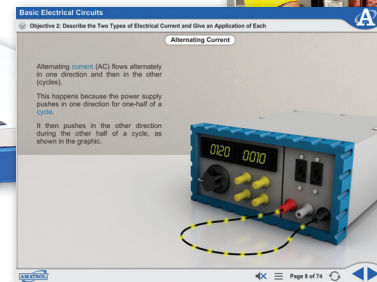 Basic Electrical Circuits
Objective 2: Describe the Two Types of Electrical Current and Give an Application of Each
Alternating Current
Alternating current (AC) flows alternately
in one direction and then in the other
(cycles).
This happens because the power supply
pushes in one direction for one-half of a
cycle.
It then pushes in the other direction
during the other half of a cycle, as
shown in the graphic.
0120 0010
AMATROL
Page 8 of 74
A